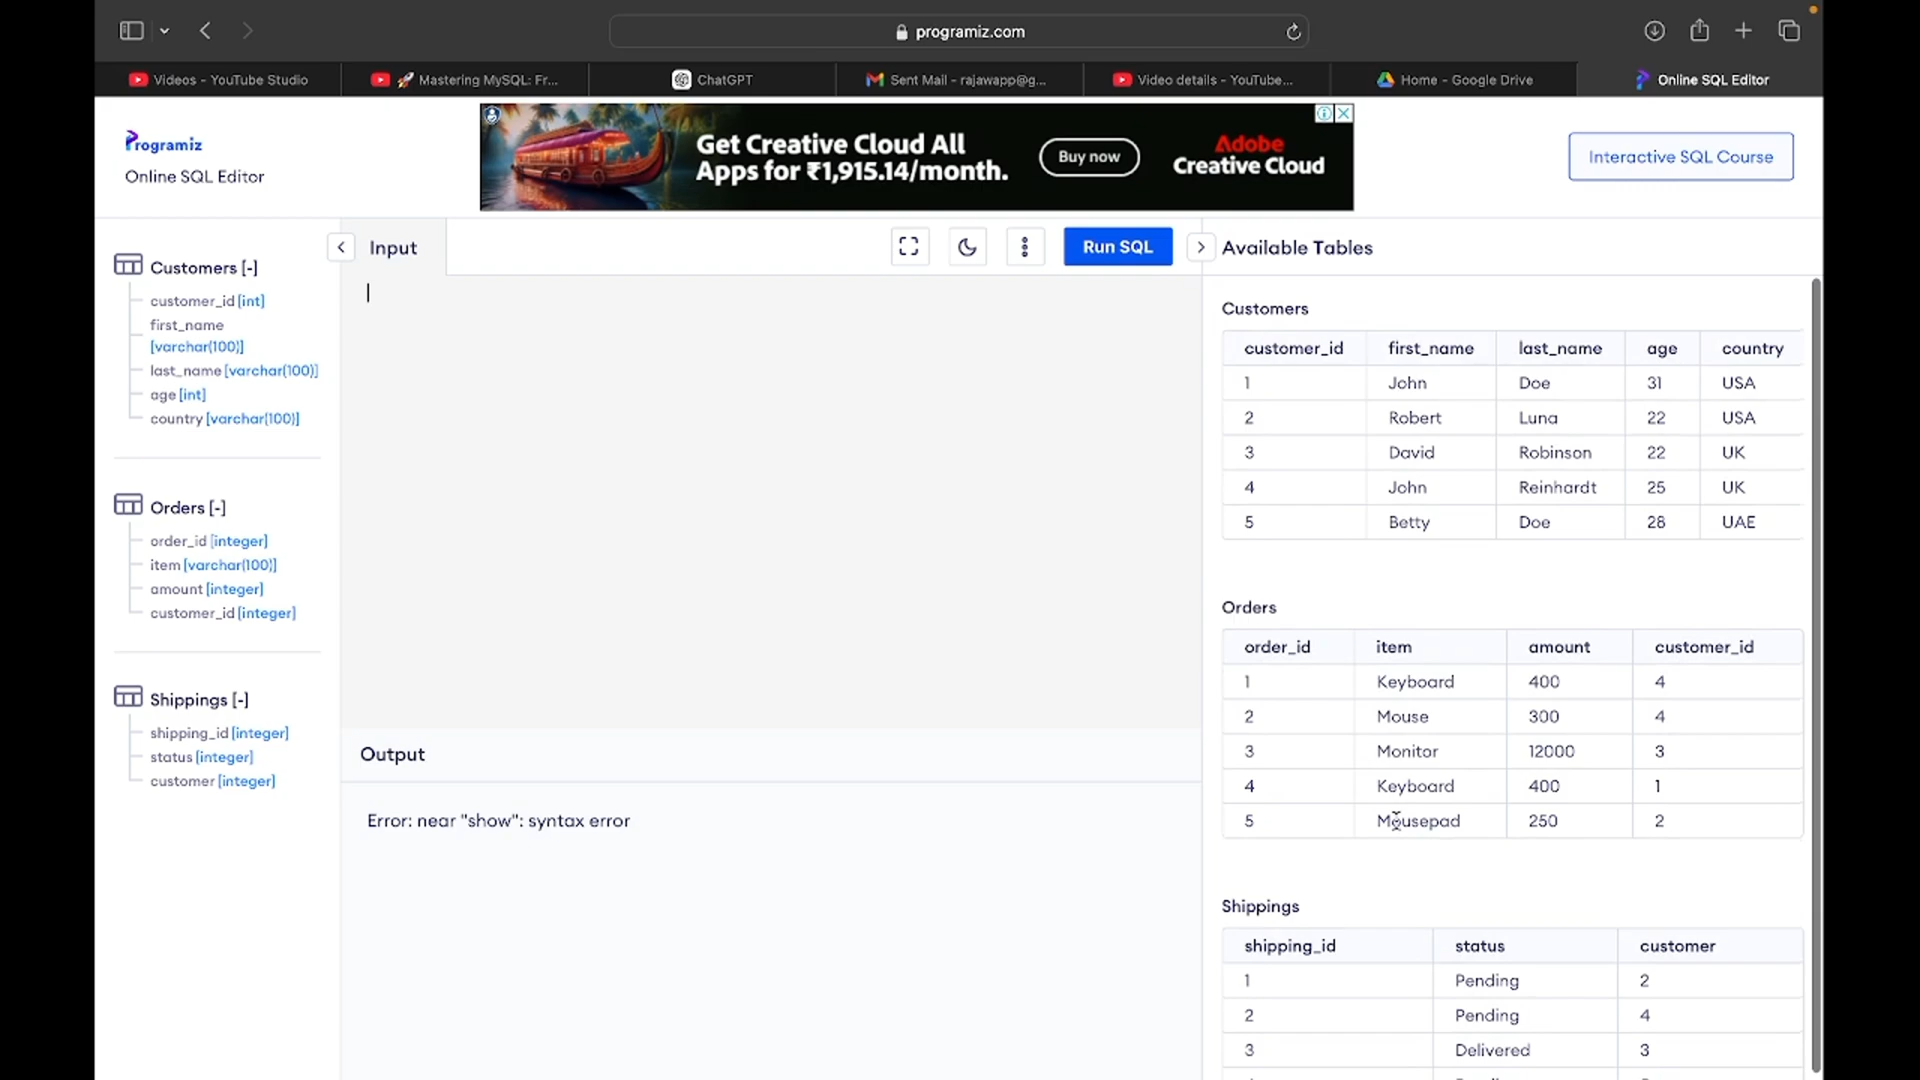 programiz.com
Videos - YouTube Studio
🚀 Mastering MySQL: Fr...
ChatGPT
Sent Mail - rajawapp@g...
Video details - YouTube...
Home - Google Drive
Online SQL Editor
Programiz
Online SQL Editor
Get Creative Cloud All
Apps for ₹1,915.14/month.
Buy now
Adobe
Creative Cloud
Interactive SQL Course
Customers [-]
customer_id [int]
first_name
[varchar(100)]
last_name [varchar(100)]
age [int]
country [varchar(100)]
Orders [-]
order_id [integer]
item [varchar(100)]
amount [integer]
customer_id [integer]
Shippings [-]
shipping_id [integer]
status [integer]
customer [integer]
Input
Run SQL
Output
Error: near "show": syntax error
Available Tables
Customers
customer_id first_name last_name age country
1 John Doe 31 USA
2 Robert Luna 22 USA
3 David Robinson 22 UK
4 John Reinhardt 25 UK
5 Betty Doe 28 UAE
Orders
order_id item amount customer_id
1 Keyboard 400 4
2 Mouse 300 4
3 Monitor 12000 3
4 Keyboard 400 1
5 Mousepad 250 2
Shippings
shipping_id status customer
1 Pending 2
2 Pending 4
3 Delivered 3